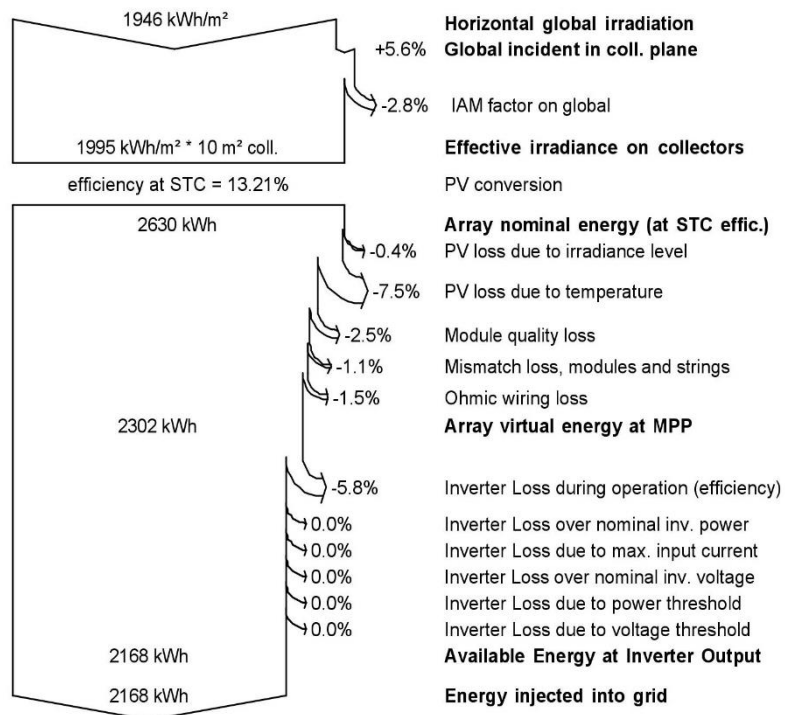 1946 kWh/m² Horizontal global irradiation
+5.6% Global incident in coll. plane
-2.8% IAM factor on global
1995 kWh/m² * 10 m² coll. Effective irradiance on collectors
efficiency at STC = 13.21% PV conversion
2630 kWh Array nominal energy (at STC effic.)
-0.4% PV loss due to irradiance level
-7.5% PV loss due to temperature
-2.5% Module quality loss
-1.1% Mismatch loss, modules and strings
-1.5% Ohmic wiring loss
2302 kWh Array virtual energy at MPP
-5.8% Inverter Loss during operation (efficiency)
0.0% Inverter Loss over nominal inv. power
0.0% Inverter Loss due to max. input current
0.0% Inverter Loss over nominal inv. voltage
0.0% Inverter Loss due to power threshold
0.0% Inverter Loss due to voltage threshold
2168 kWh Available Energy at Inverter Output
2168 kWh Energy injected into grid